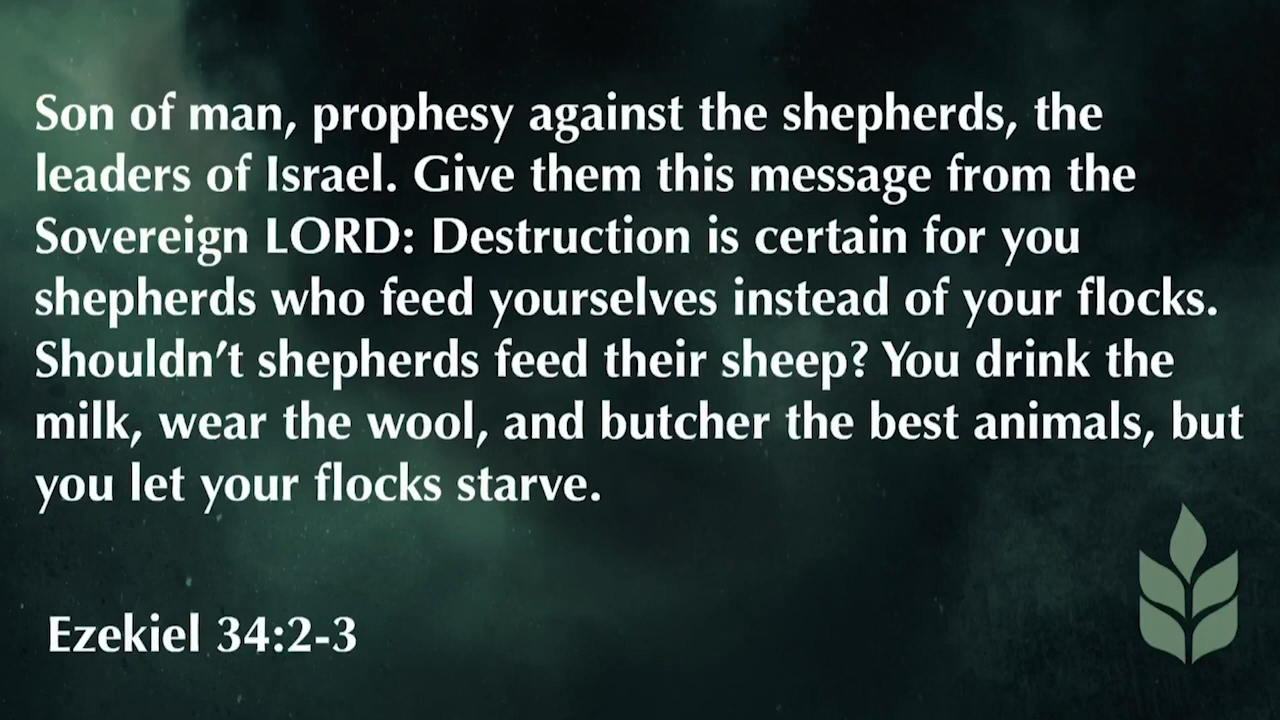 Son of man, prophesy against the shepherds, the
leaders of Israel. Give them this message from the
Sovereign LORD: Destruction is certain for you
shepherds who feed yourselves instead of your flocks.
Shouldn’t shepherds feed their sheep? You drink the
milk, wear the wool, and butcher the best animals, but
you let your flocks starve.
Ezekiel 34:2-3